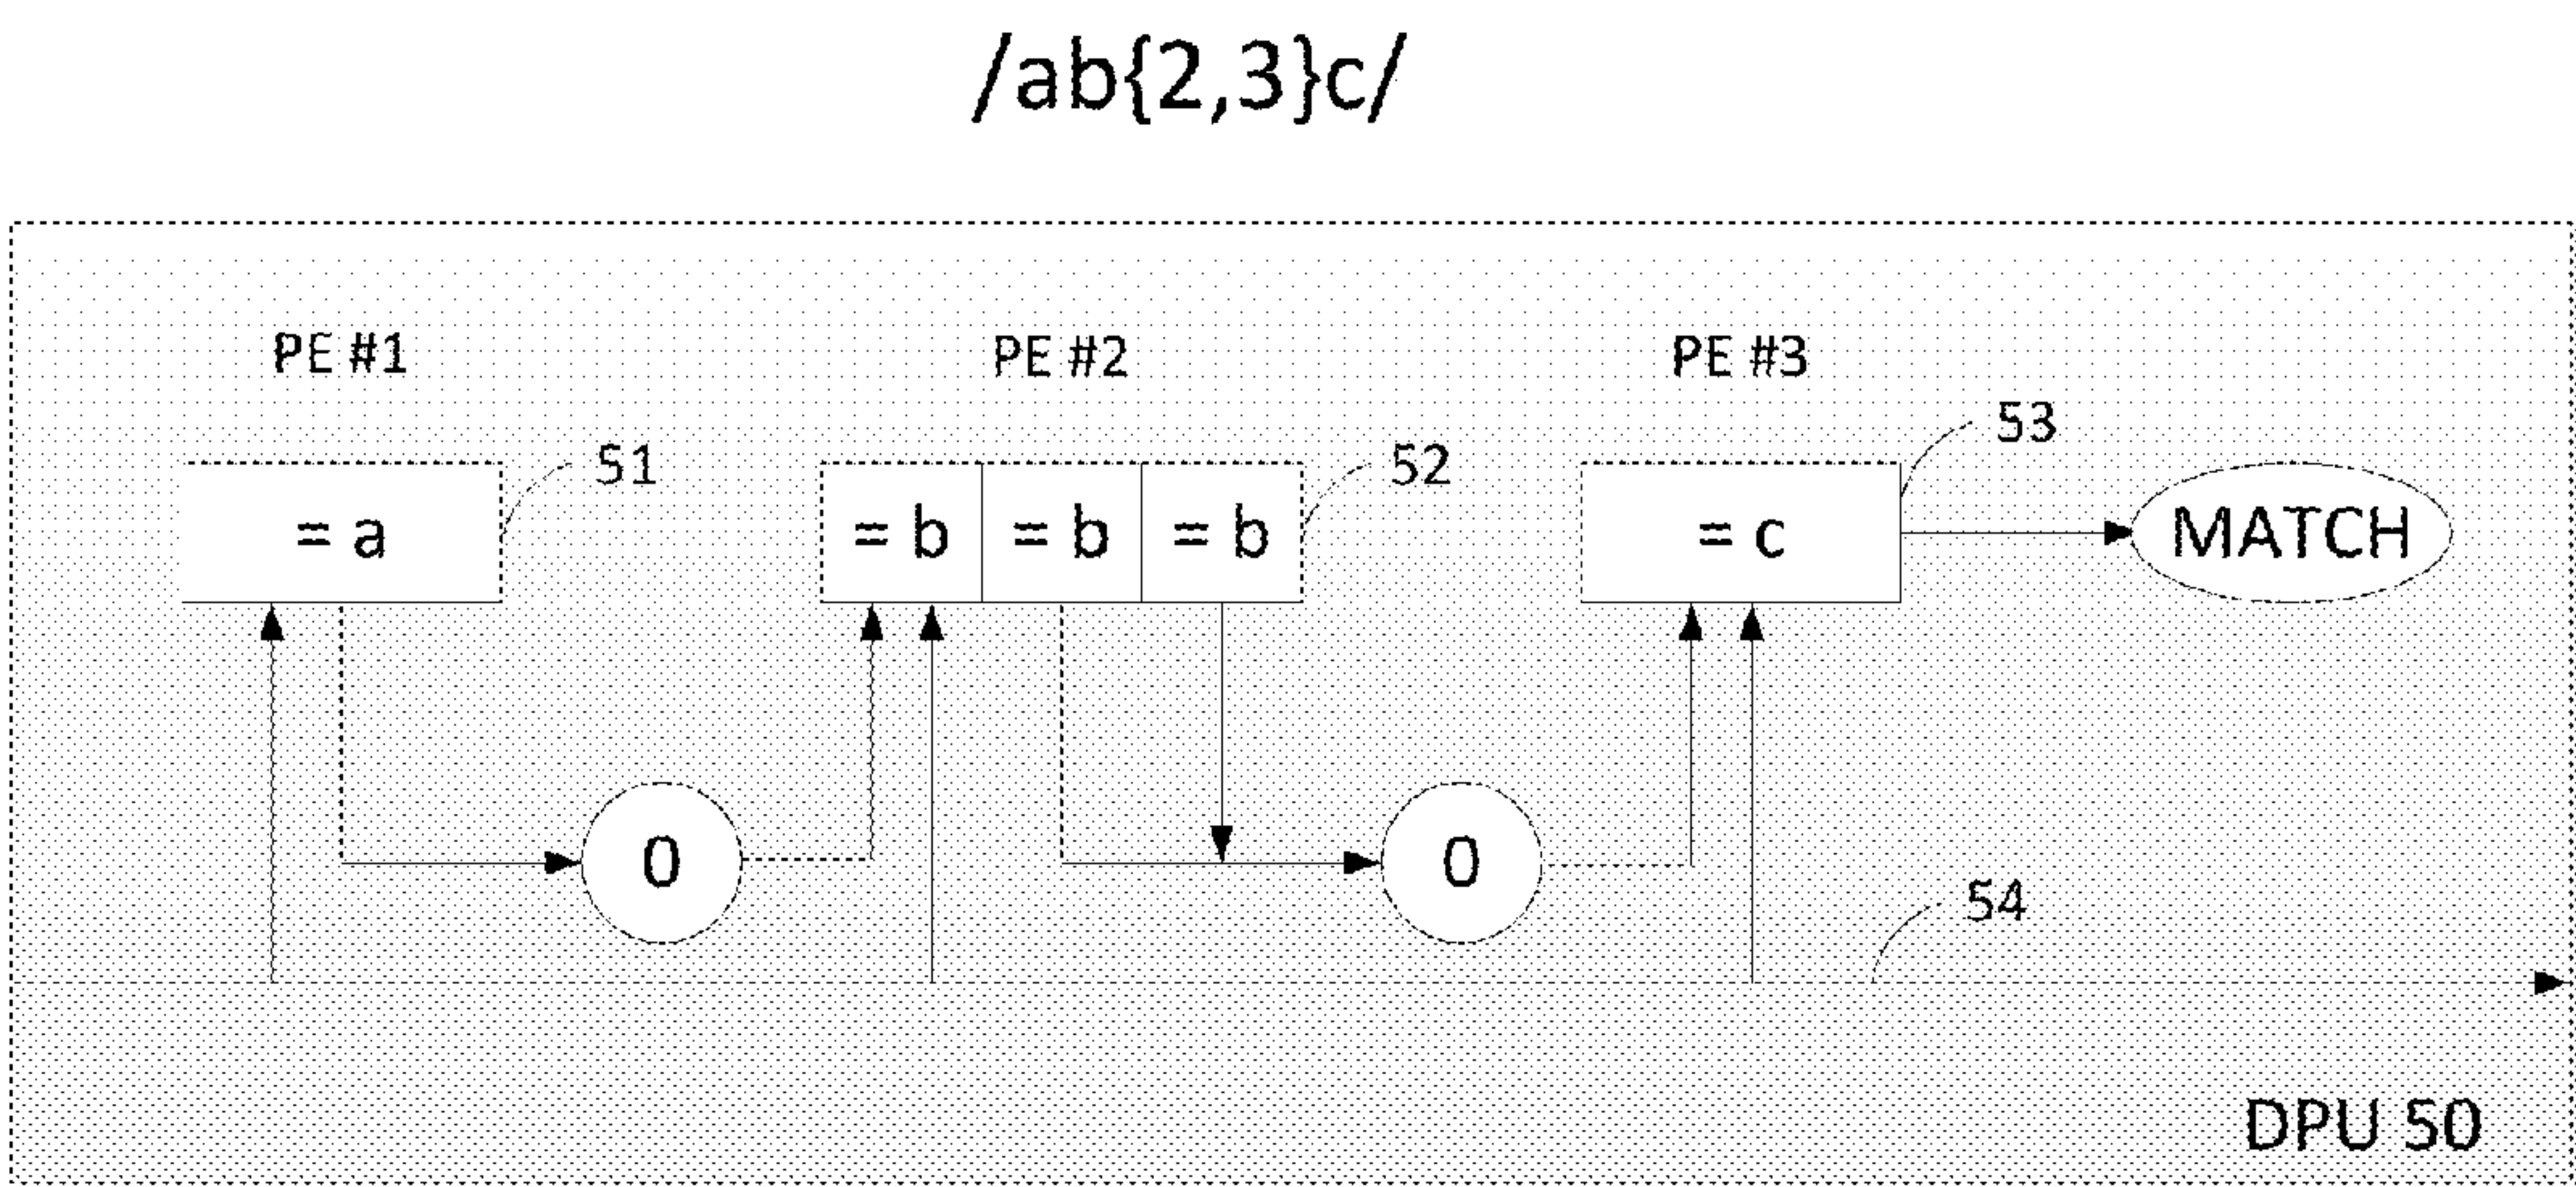 /ab{2,3}c/
PE #1 PE #2 PE #3
51 52 53
= a = b = b = b = c MATCH
0 0
54
DPU 50